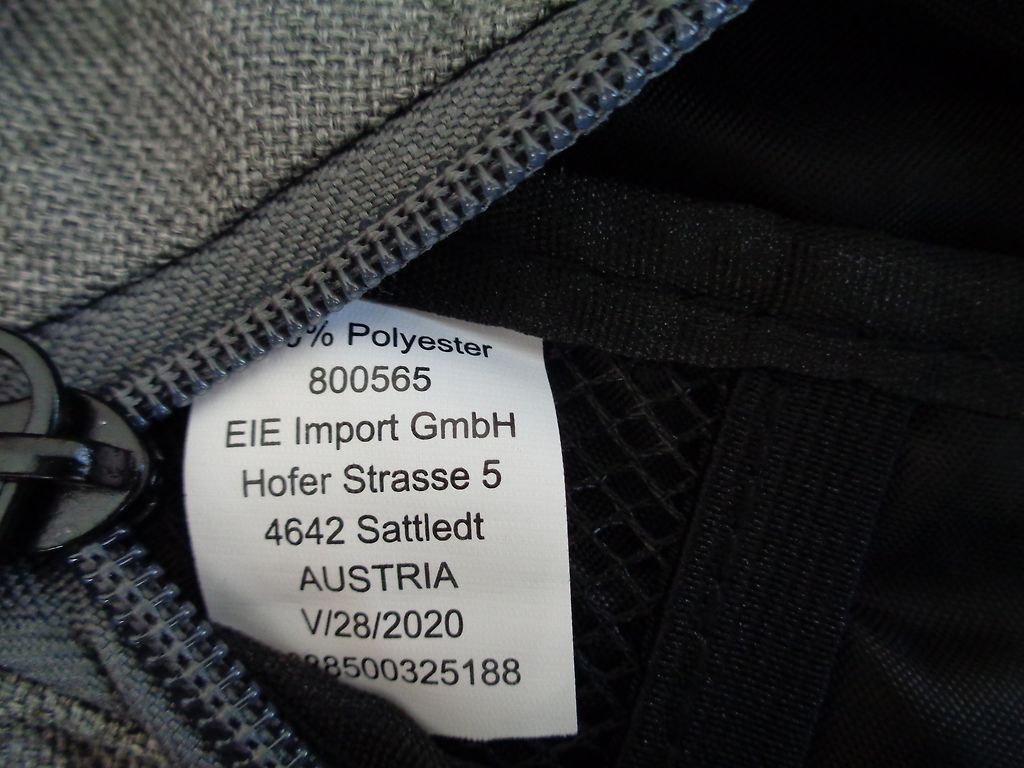 % Polyester
800565
EIE Import GmbH
Hofer Strasse 5
4642 Sattledt
AUSTRIA
V/28/2020
88500325188